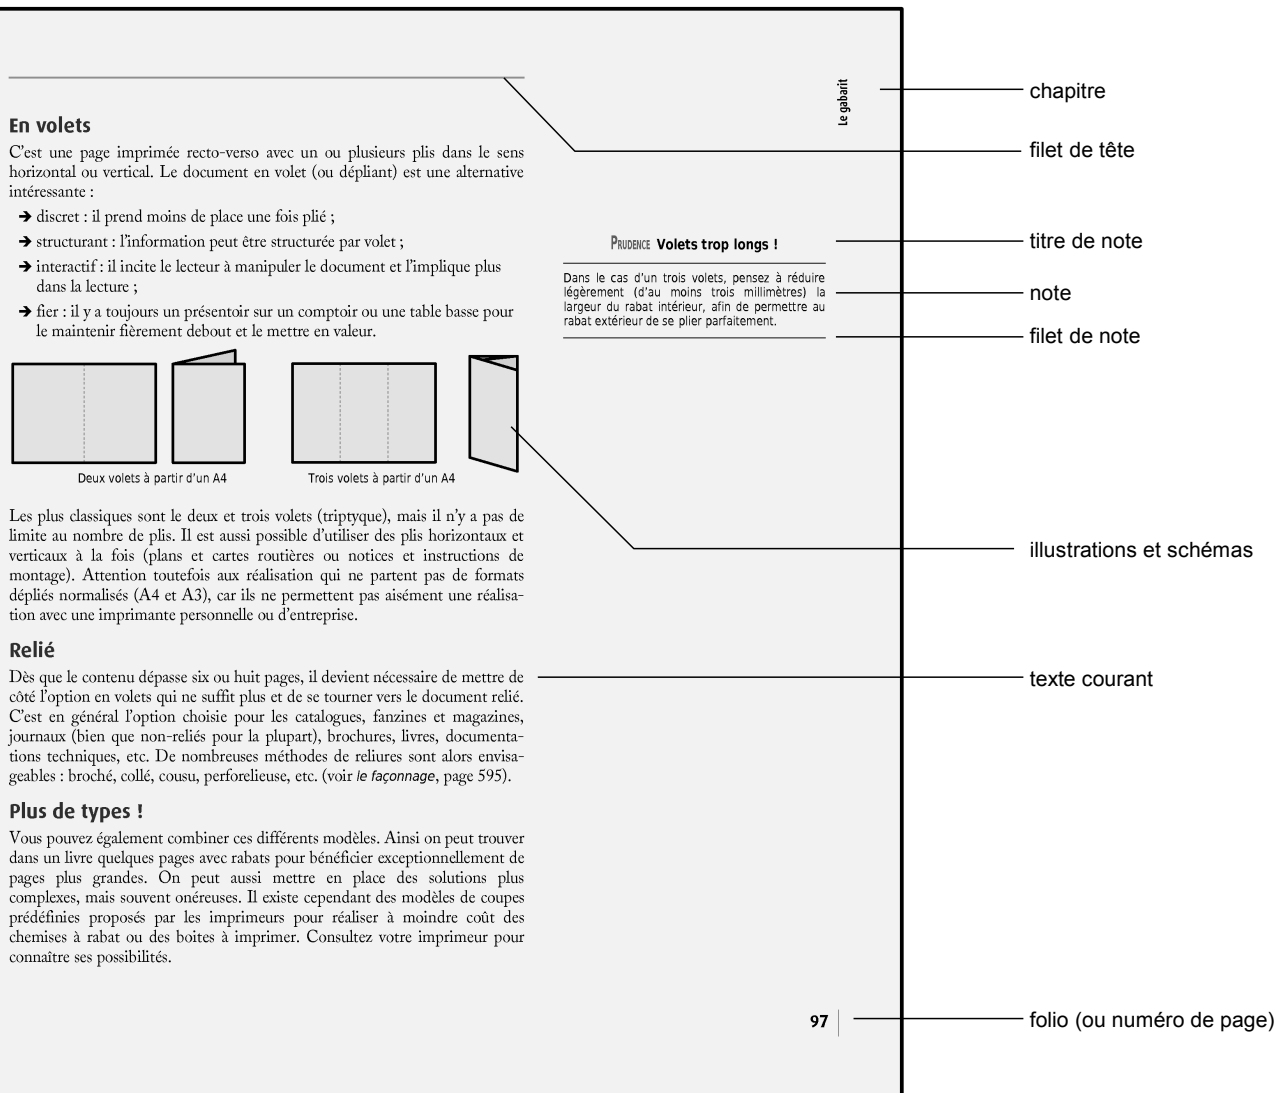 Le gabarit
En volets
C'est une page imprimée recto-verso avec un ou plusieurs plis dans le sens
horizontal ou vertical. Le document en volet (ou dépliant) est une alternative
intéressante :
➔ discret : il prend moins de place une fois plié ;
➔ structurant : l'information peut être structurée par volet ;
➔ interactif : il incite le lecteur à manipuler le document et l'implique plus
dans la lecture ;
➔ fier : il y a toujours un présentoir sur un comptoir ou une table basse pour
le maintenir fièrement debout et le mettre en valeur.
Deux volets à partir d'un A4
Trois volets à partir d'un A4
Les plus classiques sont le deux et trois volets (triptyque), mais il n'y a pas de
limite au nombre de plis. Il est aussi possible d'utiliser des plis horizontaux et
verticaux à la fois (plans et cartes routières ou notices et instructions de
montage). Attention toutefois aux réalisation qui ne partent pas de formats
dépliés normalisés (A4 et A3), car ils ne permettent pas aisément une réalisa-
tion avec une imprimante personnelle ou d'entreprise.
Relié
Dès que le contenu dépasse six ou huit pages, il devient nécessaire de mettre de
côté l'option en volets qui ne suffit plus et de se tourner vers le document relié.
C'est en général l'option choisie pour les catalogues, fanzines et magazines,
journaux (bien que non-reliés pour la plupart), brochures, livres, documenta-
tions techniques, etc. De nombreuses méthodes de reliures sont alors envisa-
geables : broché, collé, cousu, perforelieuse, etc. (voir le façonnage, page 595).
Plus de types !
Vous pouvez également combiner ces différents modèles. Ainsi on peut trouver
dans un livre quelques pages avec rabats pour bénéficier exceptionnellement de
pages plus grandes. On peut aussi mettre en place des solutions plus
complexes, mais souvent onéreuses. Il existe cependant des modèles de coupes
prédéfinies proposés par les imprimeurs pour réaliser à moindre coût des
chemises à rabat ou des boites à imprimer. Consultez votre imprimeur pour
connaître ses possibilités.
PRUDENCE Volets trop longs !
Dans le cas d'un trois volets, pensez à réduire
légèrement (d'au moins trois millimètres) la
largeur du rabat intérieur, afin de permettre au
rabat extérieur de se plier parfaitement.
97
chapitre
filet de tête
titre de note
note
filet de note
illustrations et schémas
texte courant
folio (ou numéro de page)